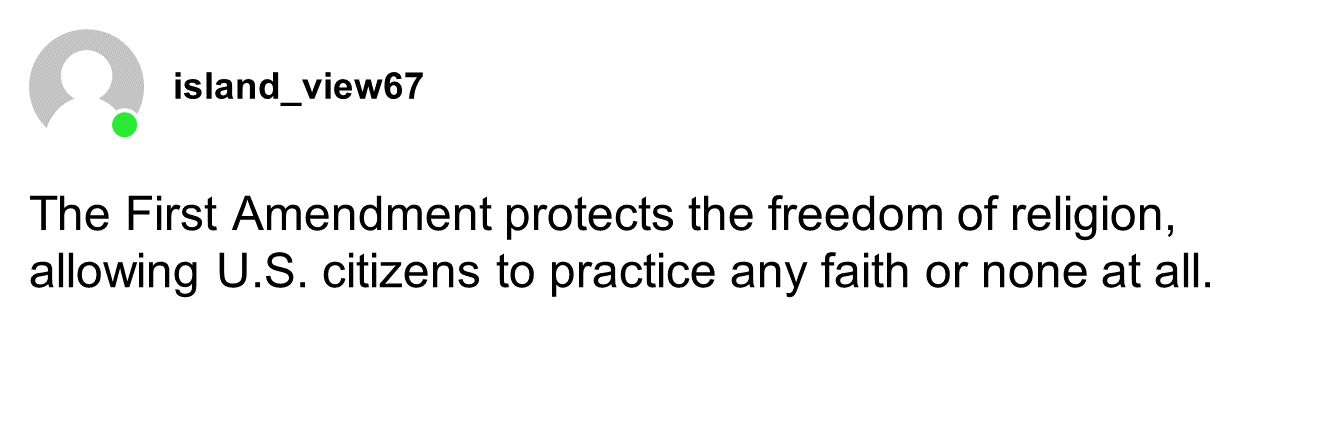 island_view67
The First Amendment protects the freedom of religion,
allowing U.S. citizens to practice any faith or none at all.